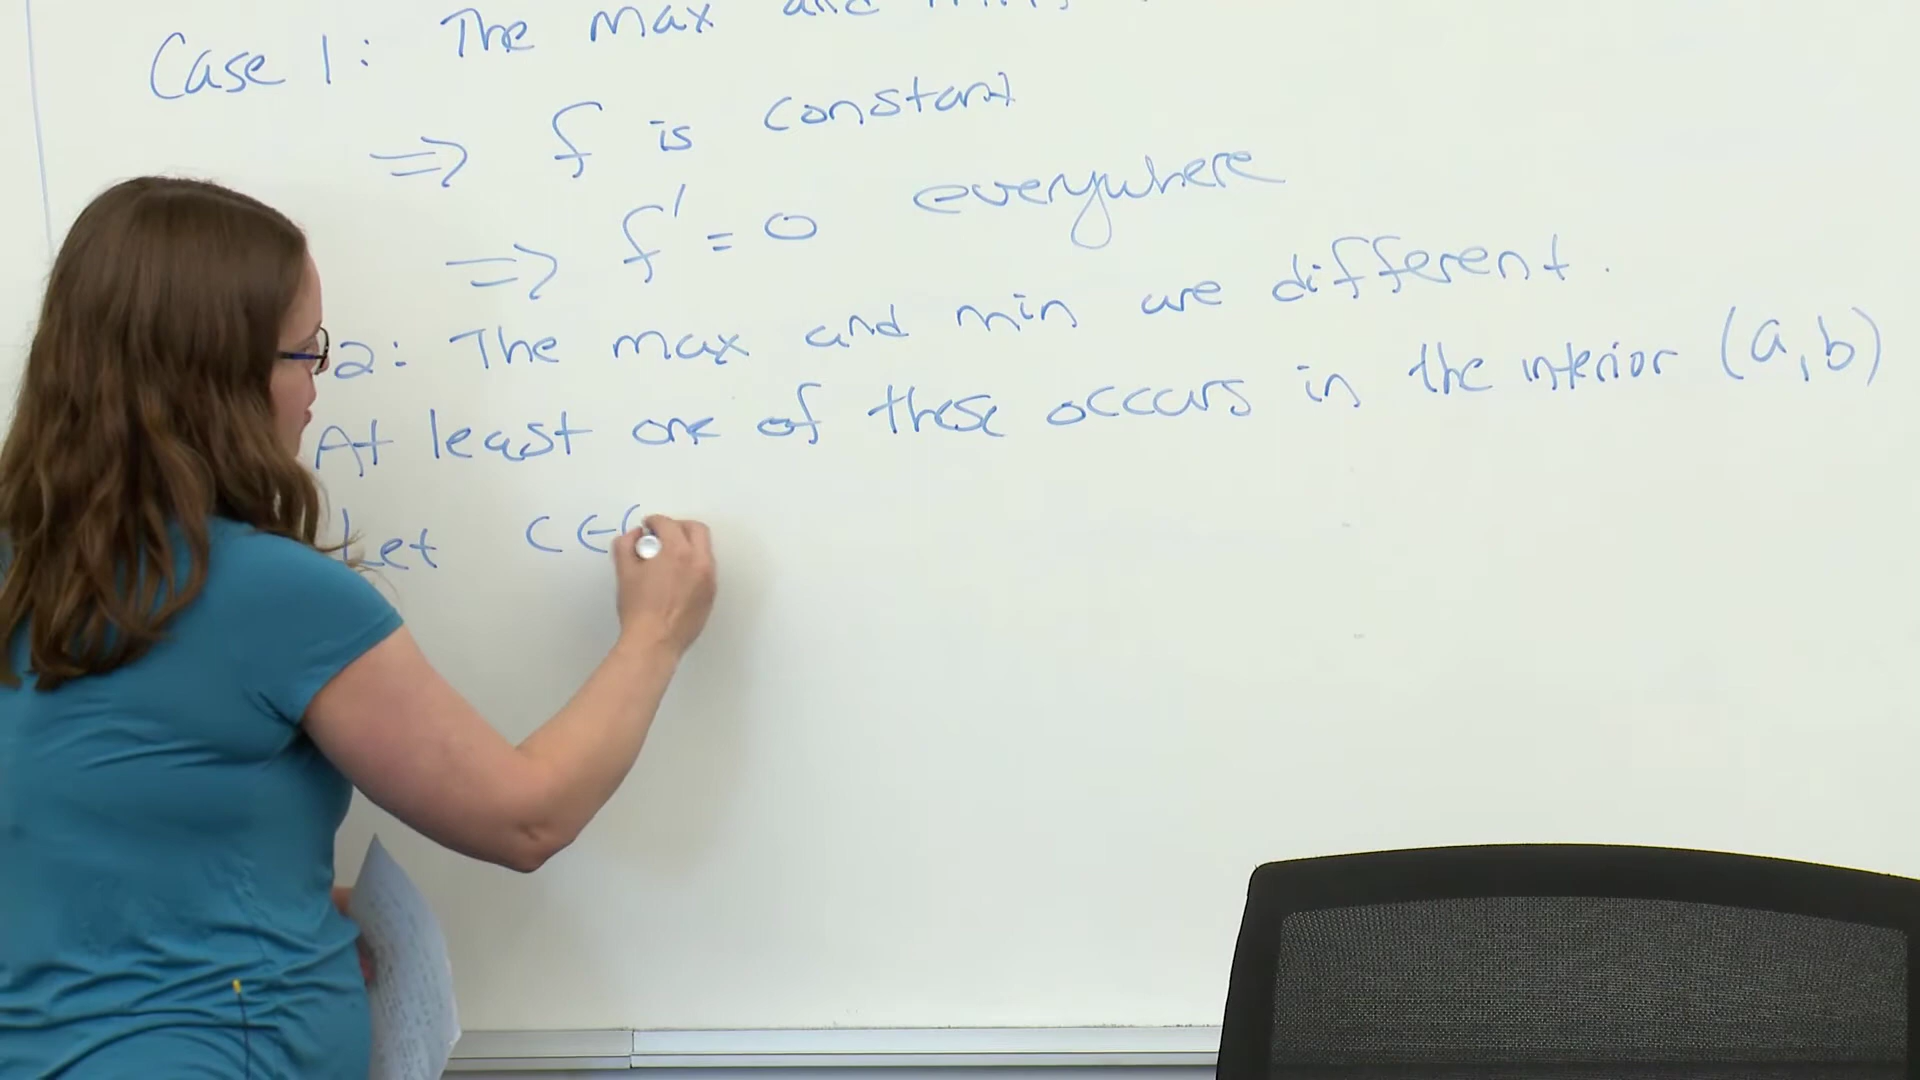 Case 1: The max and
⇒ f is constant
⇒ f' = 0 everywhere
2: The max and min are different.
At least one of these occurs in the interior (a,b)
Let c∈(